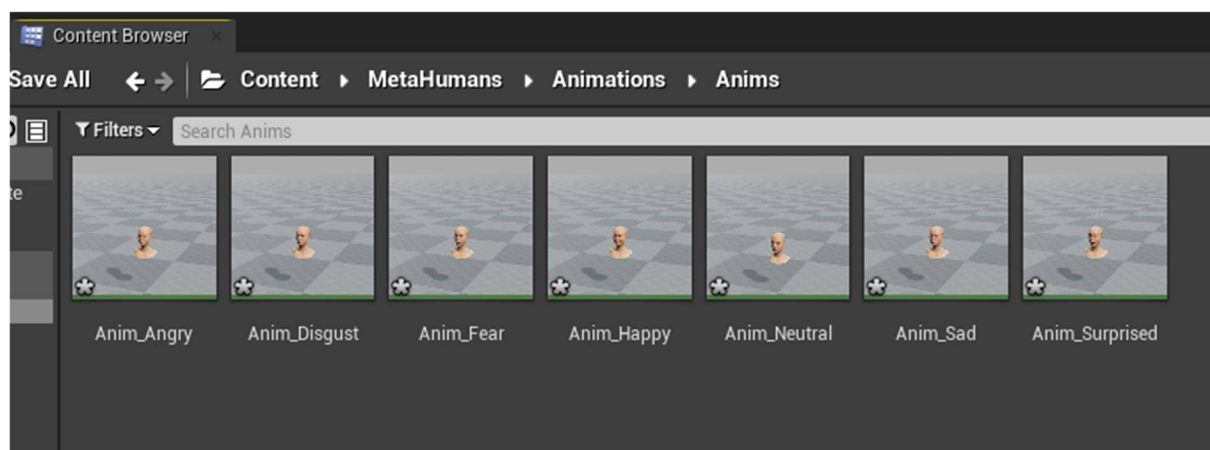 Content Browser
Save All Content MetaHumans Animations Anims
Filters Search Anims
te
Anim_Angry Anim_Disgust Anim_Fear Anim_Happy Anim_Neutral Anim_Sad Anim_Surprised